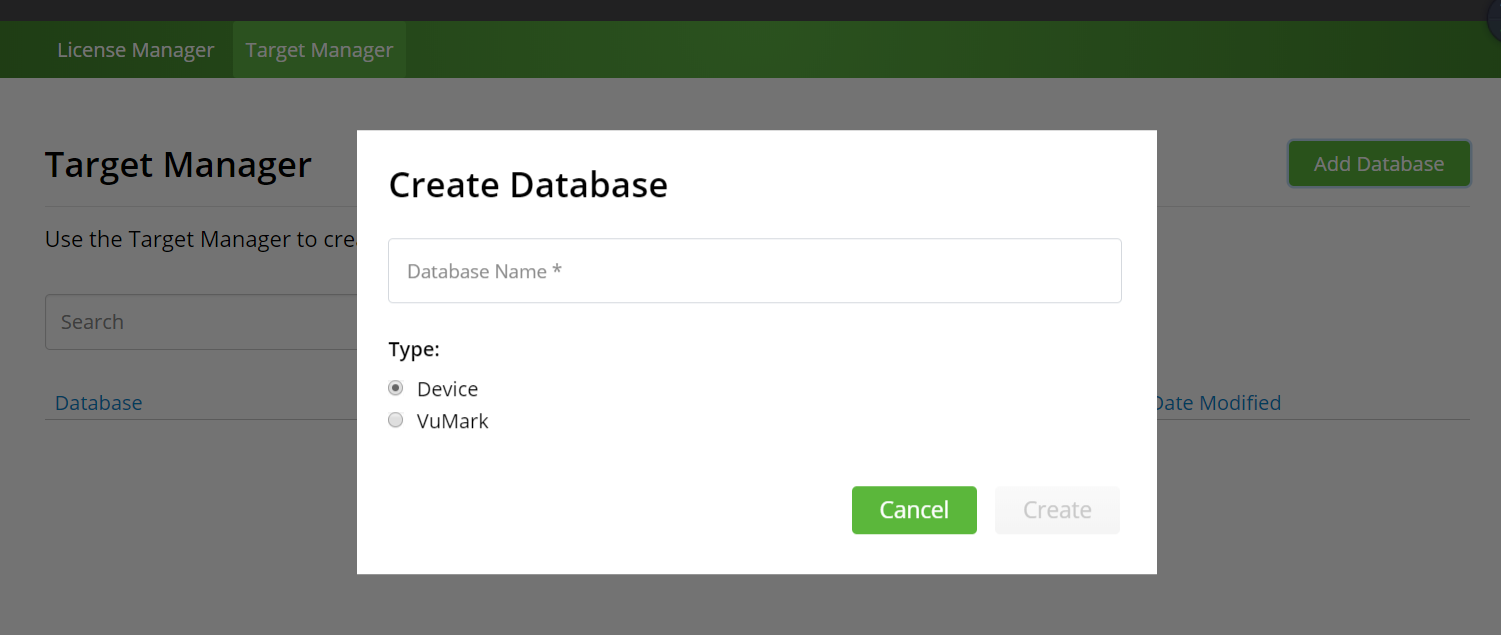 License Manager Target Manager
Target Manager
Add Database
Use the Target Manager to cre
Search
Database
Date Modified
Create Database
Database Name *
Type:
Device
VuMark
Cancel Create